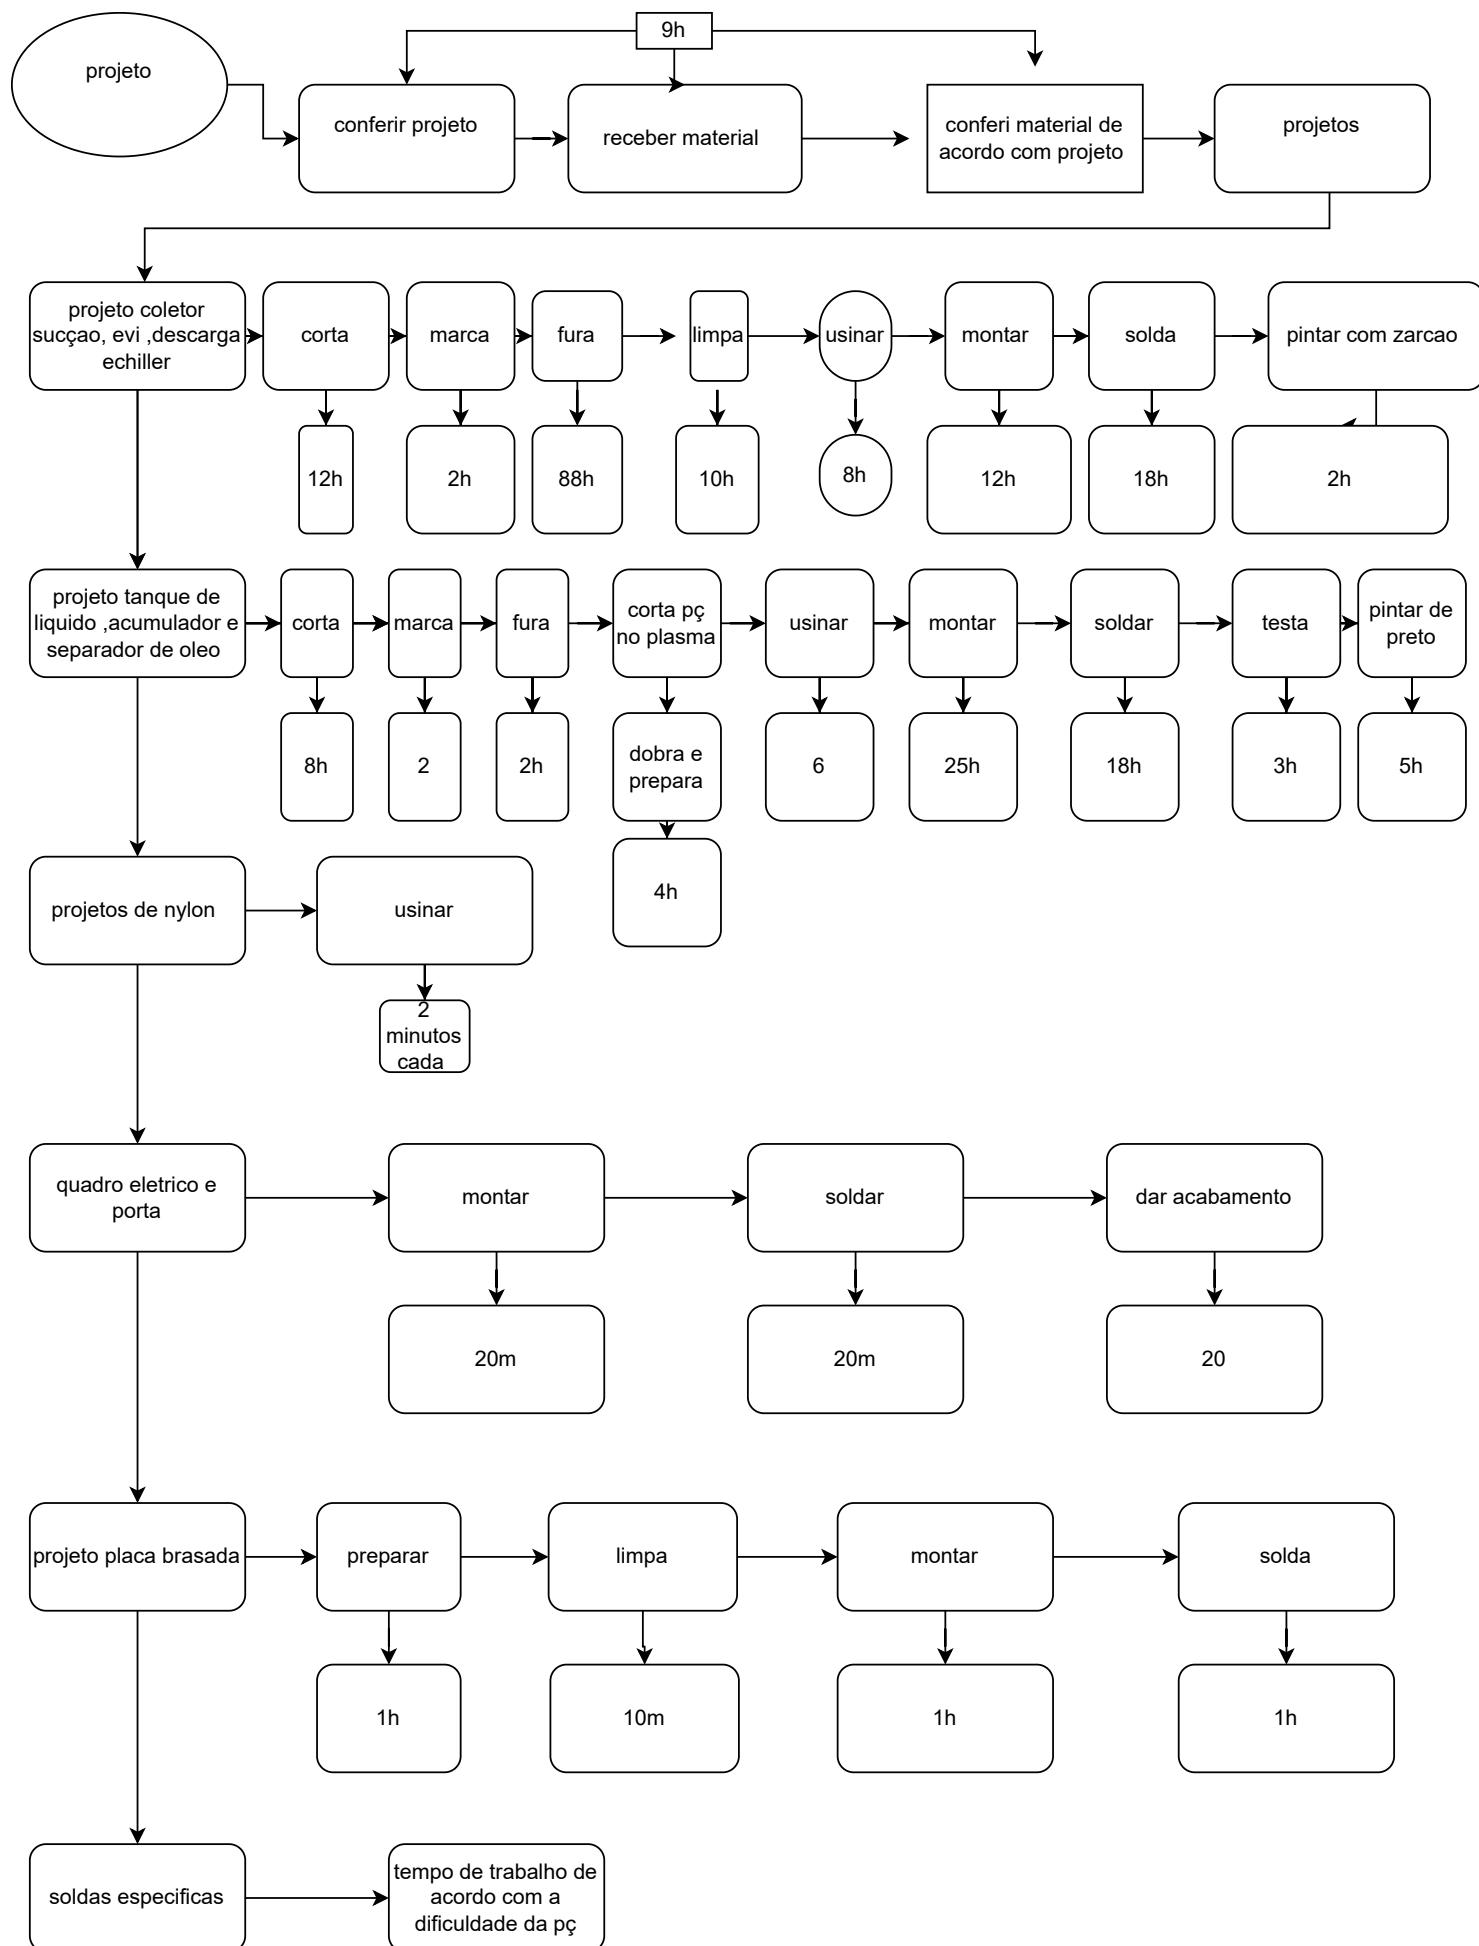 9h
projeto
conferir projeto
receber material
conferi material de
acordo com projeto
projetos
projeto coletor
sucçao, evi ,descarga
echiller
corta
marca
fura
limpa
usinar
montar
solda
pintar com zarcao
12h
2h
88h
10h
8h
12h
18h
2h
projeto tanque de
liquido ,acumulador e
separador de oleo
corta
marca
fura
corta pç
no plasma
usinar
montar
soldar
testa
pintar de
preto
8h
2
2h
dobra e
prepara
6
25h
18h
3h
5h
4h
projetos de nylon
usinar
2
minutos
cada
quadro eletrico e
porta
montar
soldar
dar acabamento
20m
20m
20
projeto placa brasada
preparar
limpa
montar
solda
1h
10m
1h
1h
soldas especificas
tempo de trabalho de
acordo com a
dificuldade da pç